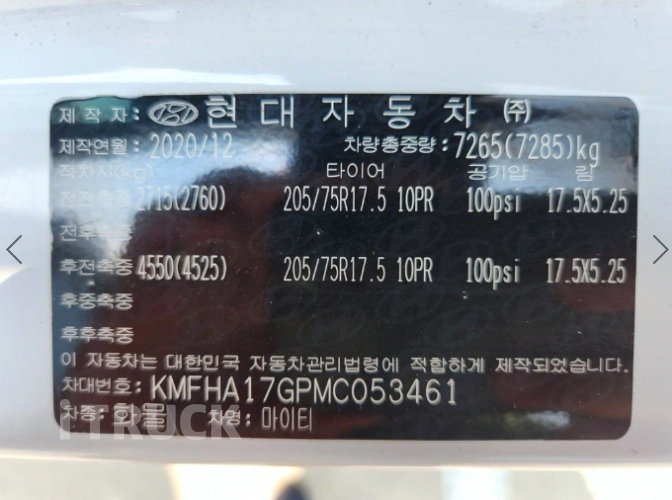 제 작 자: 현 대 자 동 차 ㈜
제작연월: 2020/12 차량총중량: 7265(7285)kg
적차시(kg) 타이어 공기압 림
전전축중 2715(2760) 205/75R17.5 10PR 100psi 17.5X5.25
전후축중
후전축중 4550(4525) 205/75R17.5 10PR 100psi 17.5X5.25
후중축중
후후축중
이 자동차는 대한민국 자동차관리법령에 적합하게 제작되었습니다.
차대번호: KMFHA17GPMC053461
차종: 화물 차명: 마이티
iTRUCK